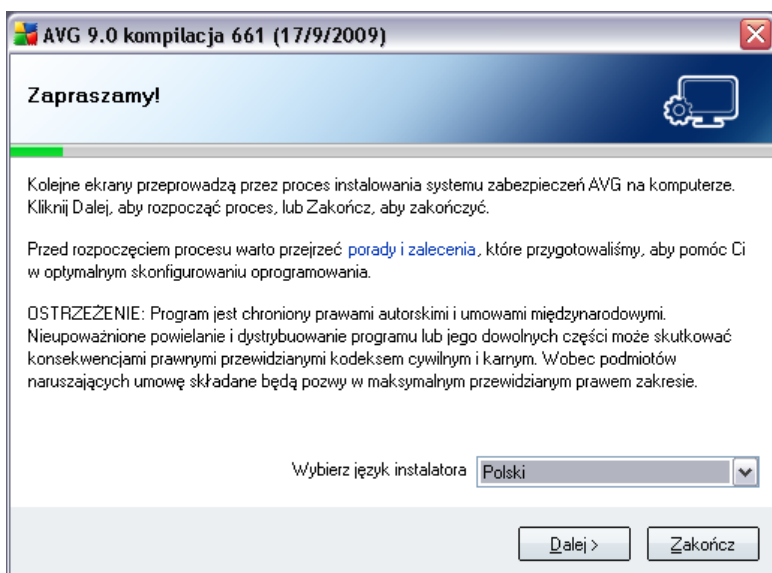 AVG 9.0 kompilacja 661 (17/9/2009)
Zapraszamy!
Kolejne ekrany przeprowadzą przez proces instalowania systemu zabezpieczeń AVG na komputerze.
Kliknij Dalej, aby rozpocząć proces, lub Zakończ, aby zakończyć.
Przed rozpoczęciem procesu warto przejrzeć porady i zalecenia, które przygotowaliśmy, aby pomóc Ci
w optymalnym skonfigurowaniu oprogramowania.
OSTRZEŻENIE: Program jest chroniony prawami autorskimi i umowami międzynarodowymi.
Nieupoważnione powielanie i dystrybuowanie programu lub jego dowolnych części może skutkować
konsekwencjami prawnymi przewidzianymi kodeksem cywilnym i karnym. Wobec podmiotów
naruszających umowę składane będą pozwy w maksymalnym przewidzianym prawem zakresie.
Wybierz język instalatora Polski
Dalej > Zakończ